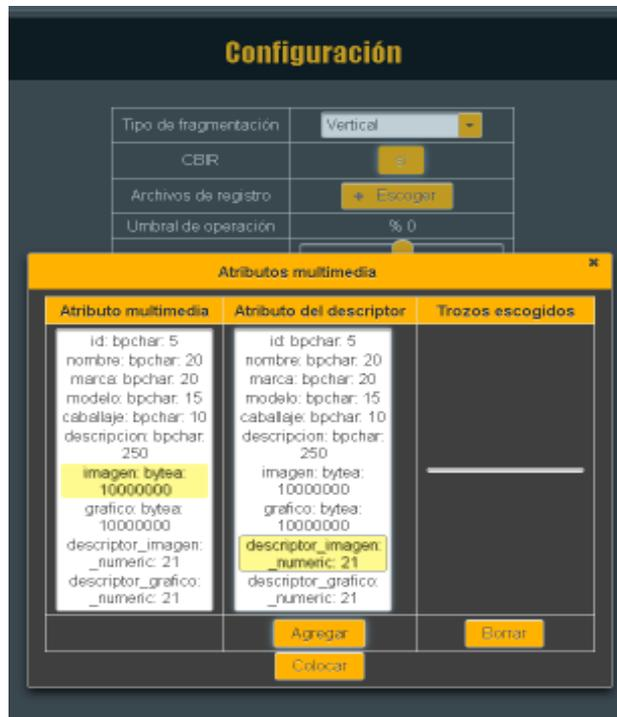 Configuración
Tipo de fragmentación
Vertical
CBIR
Archivos de registro
+ Escoger
Umbral de operación
% 0
Atributos multimedia
Atributo multimedia
Atributo del descriptor
Trozos escogidos
id: bpchar: 5
nombre: bpchar: 20
marca: bpchar: 20
modelo: bpchar: 15
caballaje: bpchar: 10
descripcion: bpchar:
250
imagen: bytea:
10000000
grafico: bytea:
10000000
descriptor_imagen:
_numeric: 21
descriptor_grafico:
_numeric: 21
id: bpchar: 5
nombre: bpchar: 20
marca: bpchar: 20
modelo: bpchar: 15
caballaje: bpchar: 10
descripcion: bpchar:
250
imagen: bytea:
10000000
grafico: bytea:
10000000
descriptor_imagen:
_numeric: 21
descriptor_grafico:
_numeric: 21
Agregar
Borrar
Colocar